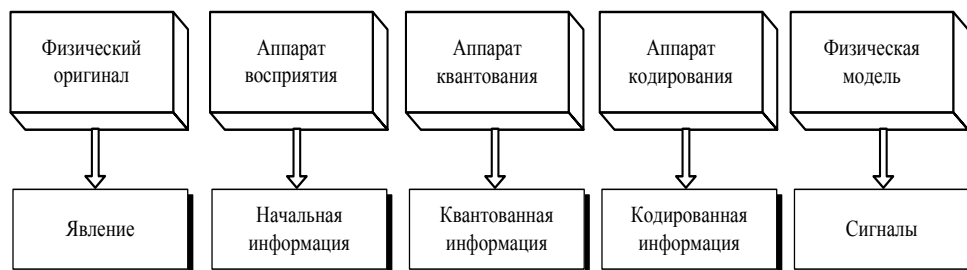 Физический
оригинал
Аппарат
восприятия
Аппарат
квантования
Аппарат
кодирования
Физическая
модель
Явление
Начальная
информация
Квантованная
информация
Кодированная
информация
Сигналы